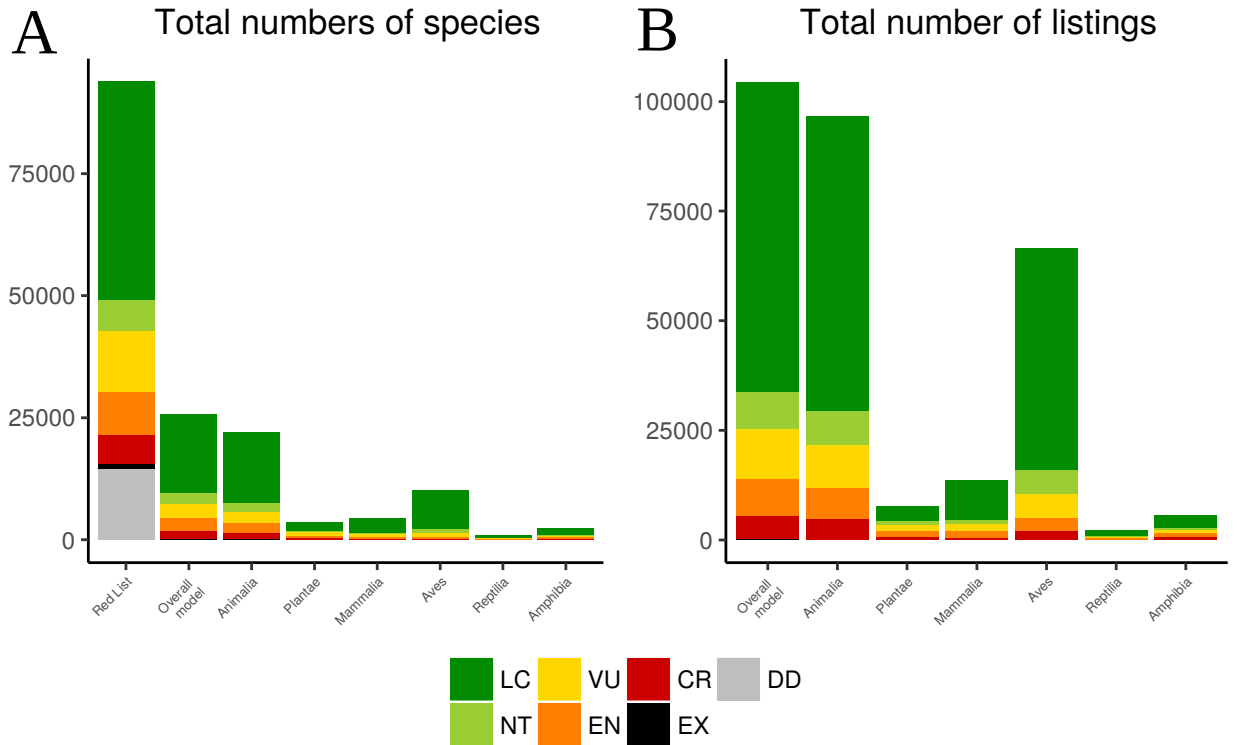 A
Total numbers of species
75000
50000
25000
0
Red List
Overall
model
Animalia
Plantae
Mammalia
Aves
Reptilia
Amphibia
B
Total number of listings
100000
75000
50000
25000
0
Overall
model
Animalia
Plantae
Mammalia
Aves
Reptilia
Amphibia
LC VU CR DD
NT EN EX